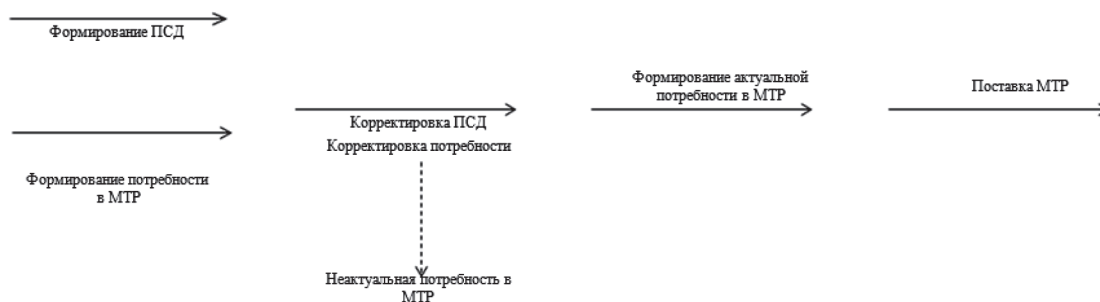 Формирование ПСД
Формирование потребности
в МТР
Корректировка ПСД
Корректировка потребности
Неактуальная потребность в
МТР
Формирование актуальной
потребности в МТР
Поставка МТР